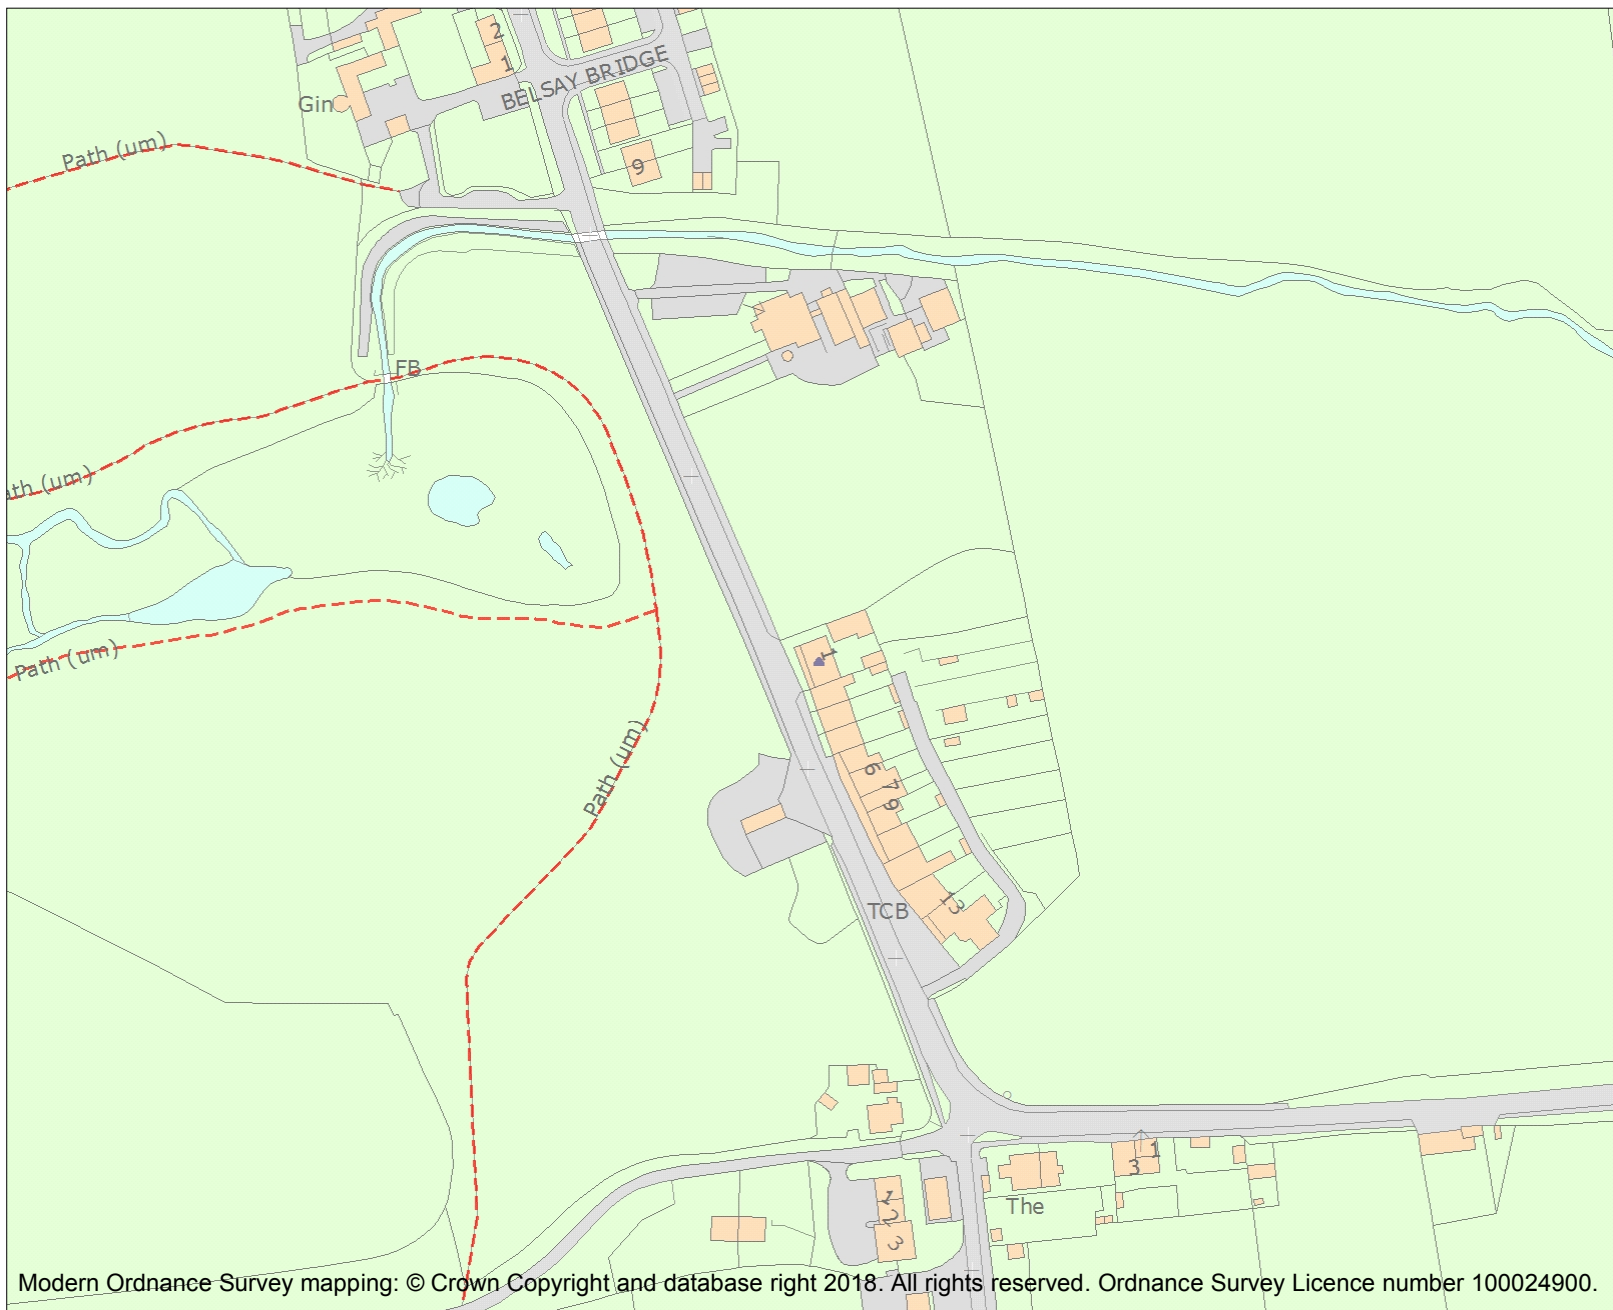 2
1
BELSAY BRIDGE
Gin
Path (um)
9
FB
ath (um)
Path (um)
1
Path (um)
6
7
9
13
TCB
1
3
1
2
3
The
Modern Ordnance Survey mapping: © Crown Copyright and database right 2018. All rights reserved. Ordnance Survey Licence number 100024900.